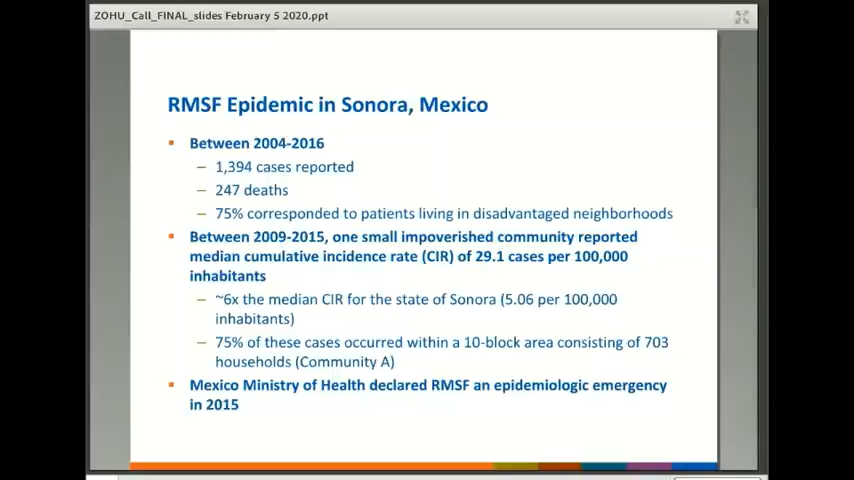 ZOHU_Call_FINAL_slides February 5 2020.ppt
RMSF Epidemic in Sonora, Mexico
▪ Between 2004-2016
– 1,394 cases reported
– 247 deaths
– 75% corresponded to patients living in disadvantaged neighborhoods
▪ Between 2009-2015, one small impoverished community reported
median cumulative incidence rate (CIR) of 29.1 cases per 100,000
inhabitants
– ~6x the median CIR for the state of Sonora (5.06 per 100,000
inhabitants)
– 75% of these cases occurred within a 10-block area consisting of 703
households (Community A)
▪ Mexico Ministry of Health declared RMSF an epidemiologic emergency
in 2015